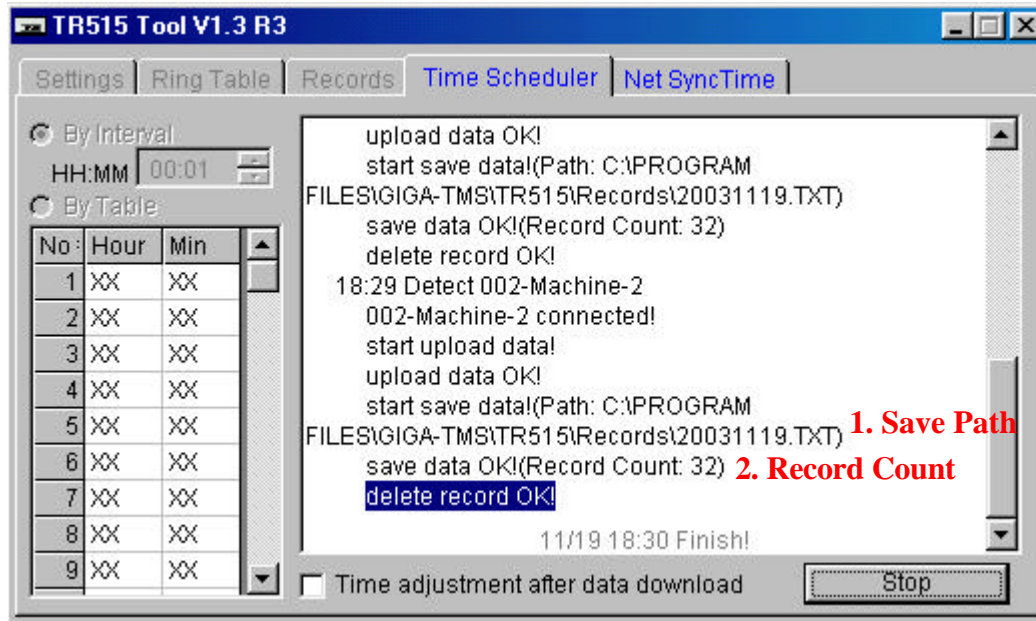 TR515 Tool V1.3 R3
Settings Ring Table Records Time Scheduler Net SyncTime
By Interval
HH:MM 00:01
By Table
No: Hour Min
1 XX XX
2 XX XX
3 XX XX
4 XX XX
5 XX XX
6 XX XX
7 XX XX
8 XX XX
9 XX XX
upload data OK!
start save data!(Path: C:\PROGRAM
FILES\GIGA-TMS\TR515\Records\20031119.TXT)
save data OK!(Record Count: 32)
delete record OK!
18:29 Detect 002-Machine-2
002-Machine-2 connected!
start upload data!
upload data OK!
start save data!(Path: C:\PROGRAM
FILES\GIGA-TMS\TR515\Records\20031119.TXT) 1. Save Path
save data OK!(Record Count: 32) 2. Record Count
delete record OK!
11/19 18:30 Finish!
Time adjustment after data download
Stop